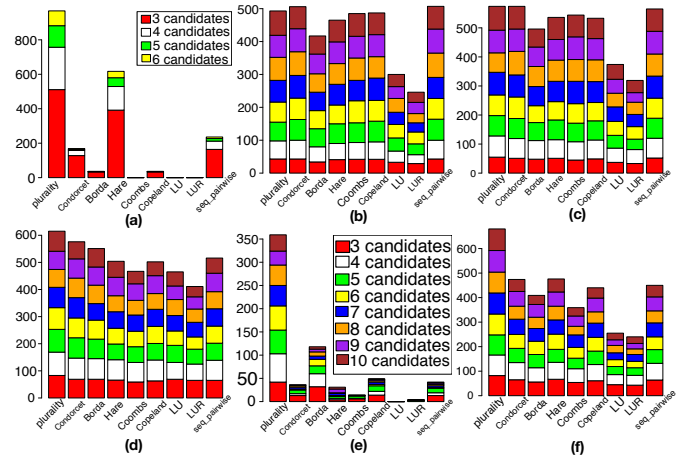 800
600
400
200
0
3 candidates
4 candidates
5 candidates
6 candidates
plurality
Condorcet
Borda
Hare
Coombs
Copeland
LU
LUR
seq_pairwise
(a)
500
400
300
200
100
0
plurality
Condorcet
Borda
Hare
Coombs
Copeland
LU
LUR
seq_pairwise
(b)
500
400
300
200
100
0
plurality
Condorcet
Borda
Hare
Coombs
Copeland
LU
LUR
seq_pairwise
(c)
600
500
400
300
200
100
0
plurality
Condorcet
Borda
Hare
Coombs
Copeland
LU
LUR
seq_pairwise
(d)
350
300
250
200
150
100
50
0
3 candidates
4 candidates
5 candidates
6 candidates
7 candidates
8 candidates
9 candidates
10 candidates
plurality
Condorcet
Borda
Hare
Coombs
Copeland
LU
LUR
seq_pairwise
(e)
600
500
400
300
200
100
0
plurality
Condorcet
Borda
Hare
Coombs
Copeland
LU
LUR
seq_pairwise
(f)